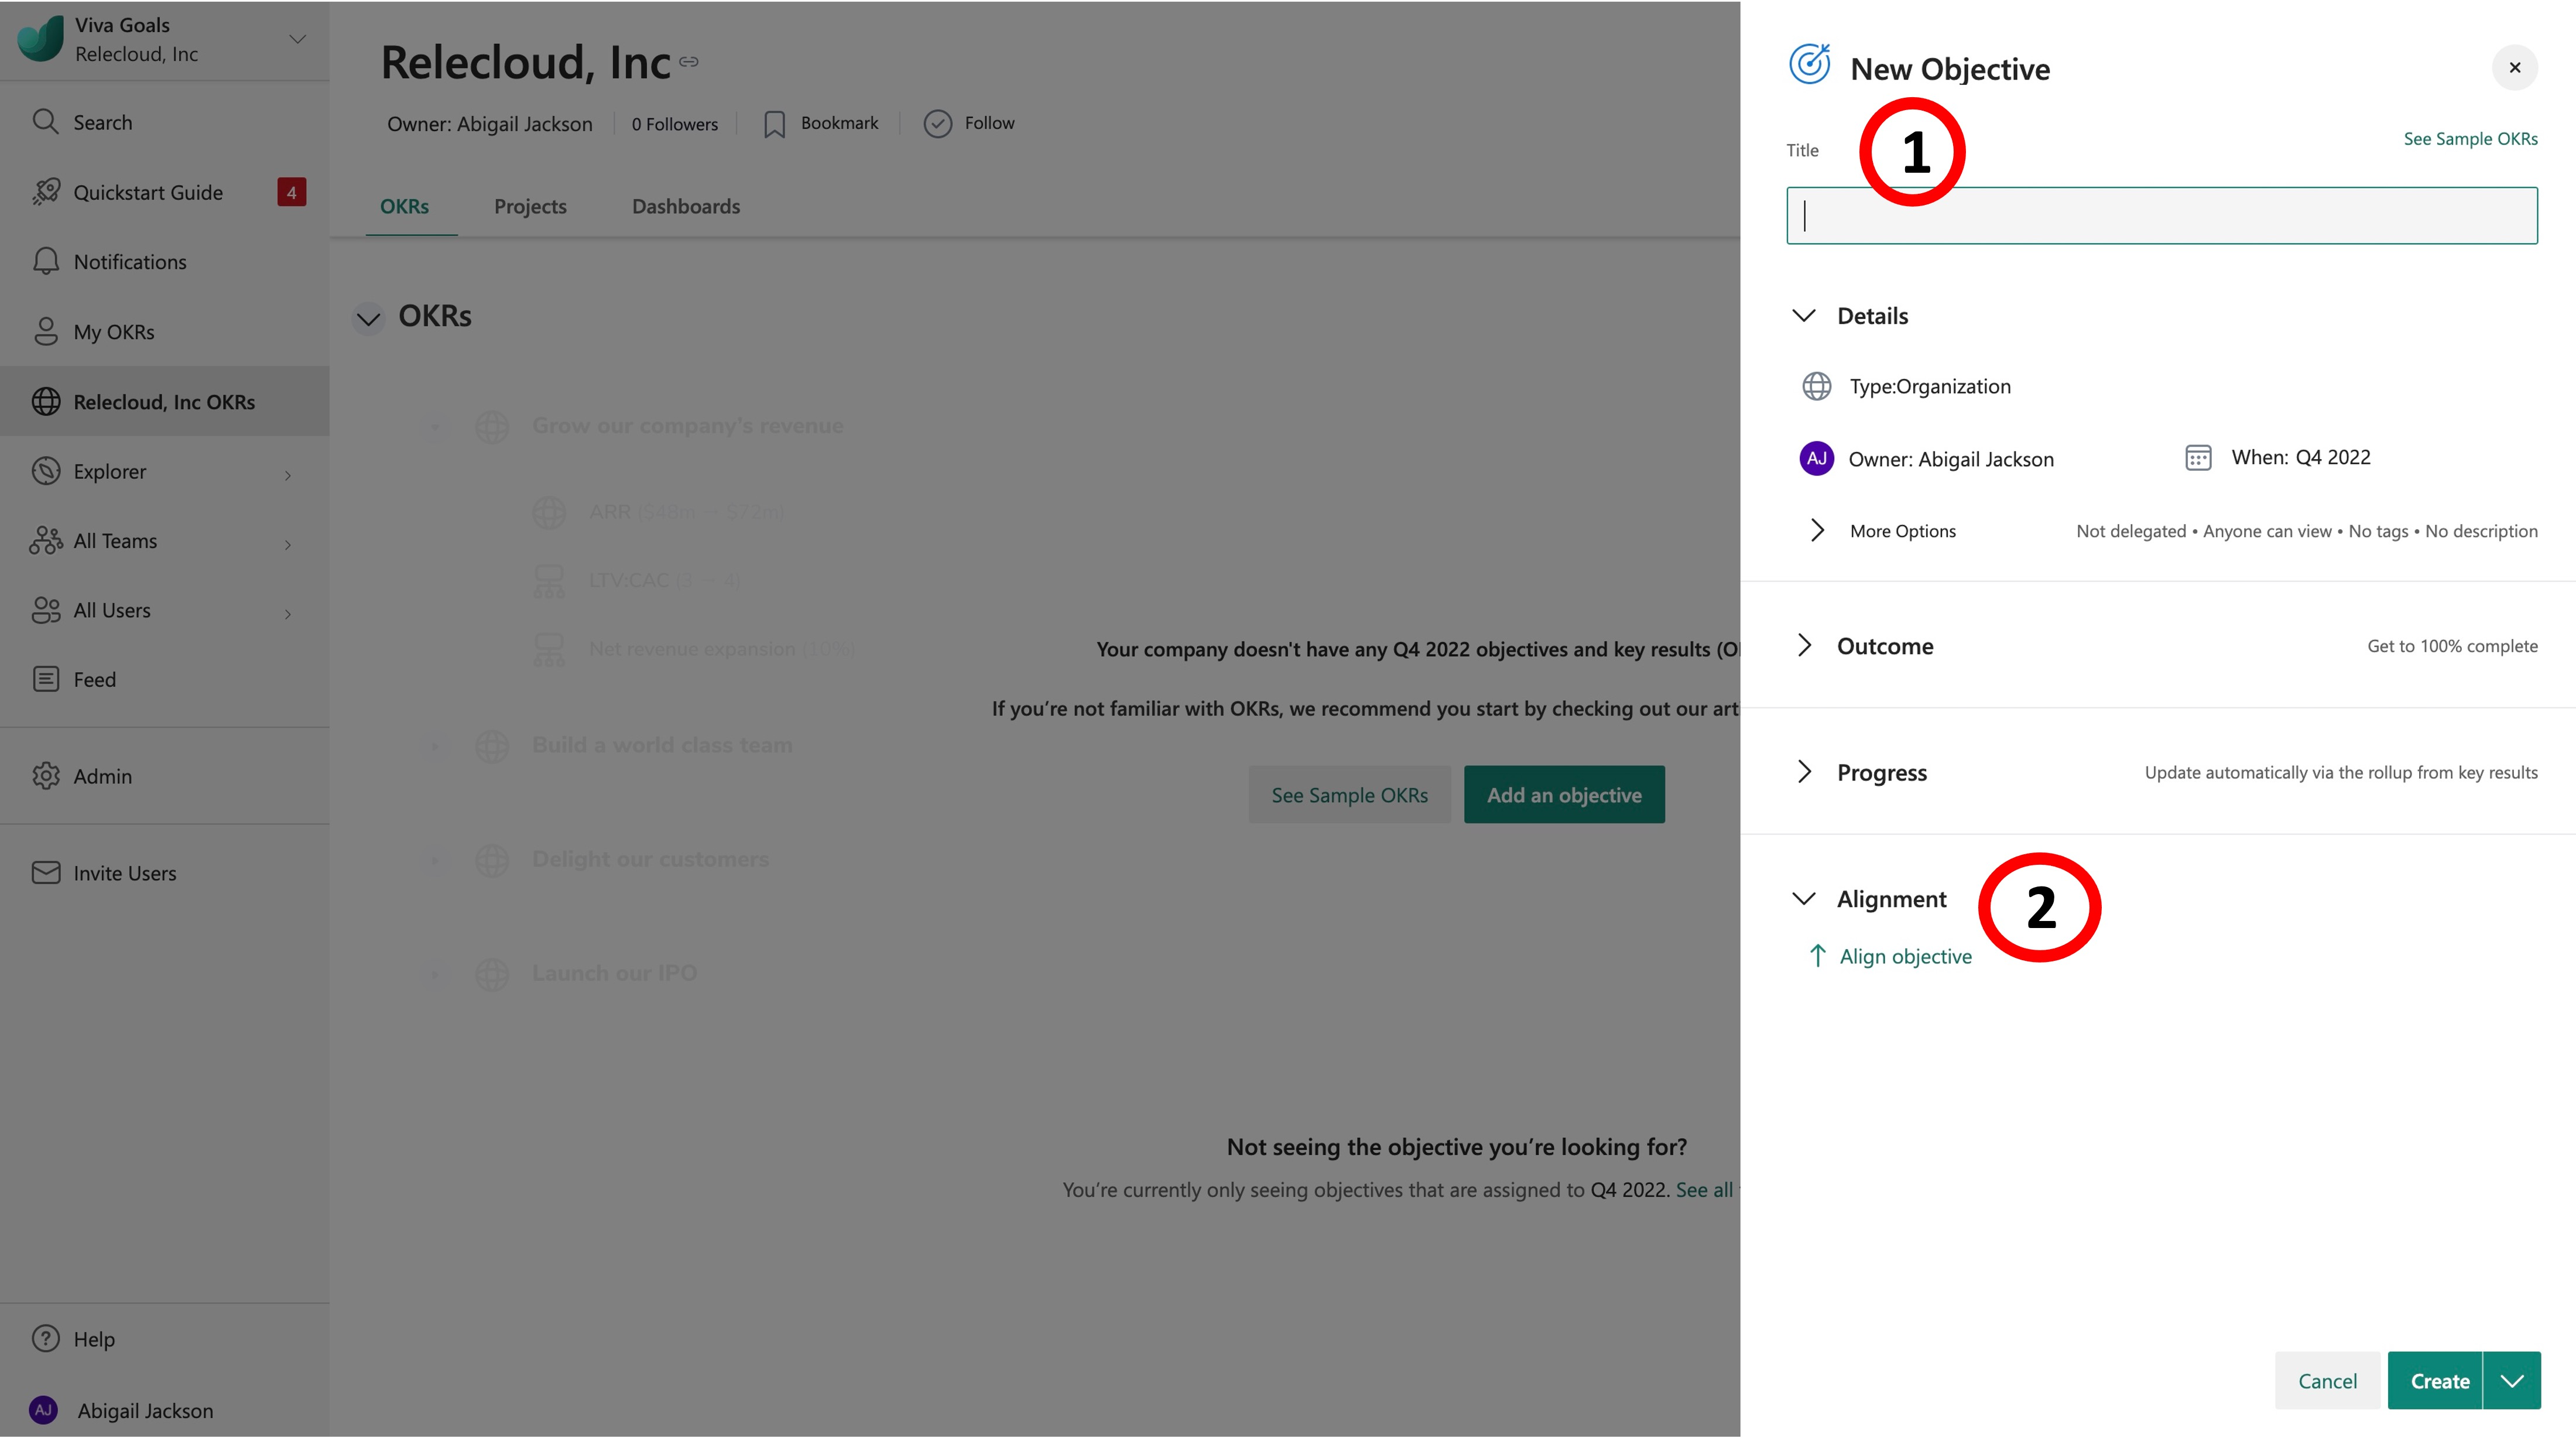 Viva Goals
Relecloud, Inc
Search
Quickstart Guide 4
Notifications
My OKRs
Relecloud, Inc OKRs
Explorer
All Teams
All Users
Feed
Admin
Invite Users
Help
AJ Abigail Jackson
Relecloud, Inc
Owner: Abigail Jackson 0 Followers Bookmark Follow
OKRs Projects Dashboards
OKRs
Grow our company's revenue
ARR ($48m → $72m)
LTV:CAC (3 → 4)
Net revenue expansion (10%)
Your company doesn't have any Q4 2022 objectives and key results (O
If you’re not familiar with OKRs, we recommend you start by checking out our art
Build a world class team
See Sample OKRs Add an objective
Delight our customers
Launch our IPO
Not seeing the objective you’re looking for?
You’re currently only seeing objectives that are assigned to Q4 2022. See all
New Objective
1
Title See Sample OKRs
Details
Type:Organization
AJ Owner: Abigail Jackson When: Q4 2022
More Options Not delegated • Anyone can view • No tags • No description
Outcome Get to 100% complete
Progress Update automatically via the rollup from key results
Alignment 2
Align objective
Cancel Create